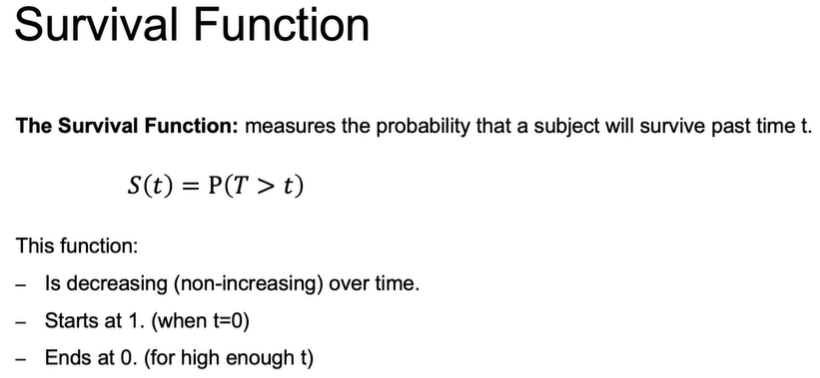 Survival Function
The Survival Function: measures the probability that a subject will survive past time t.
S(t) = P(T > t)
This function:
– Is decreasing (non-increasing) over time.
– Starts at 1. (when t=0)
– Ends at 0. (for high enough t)